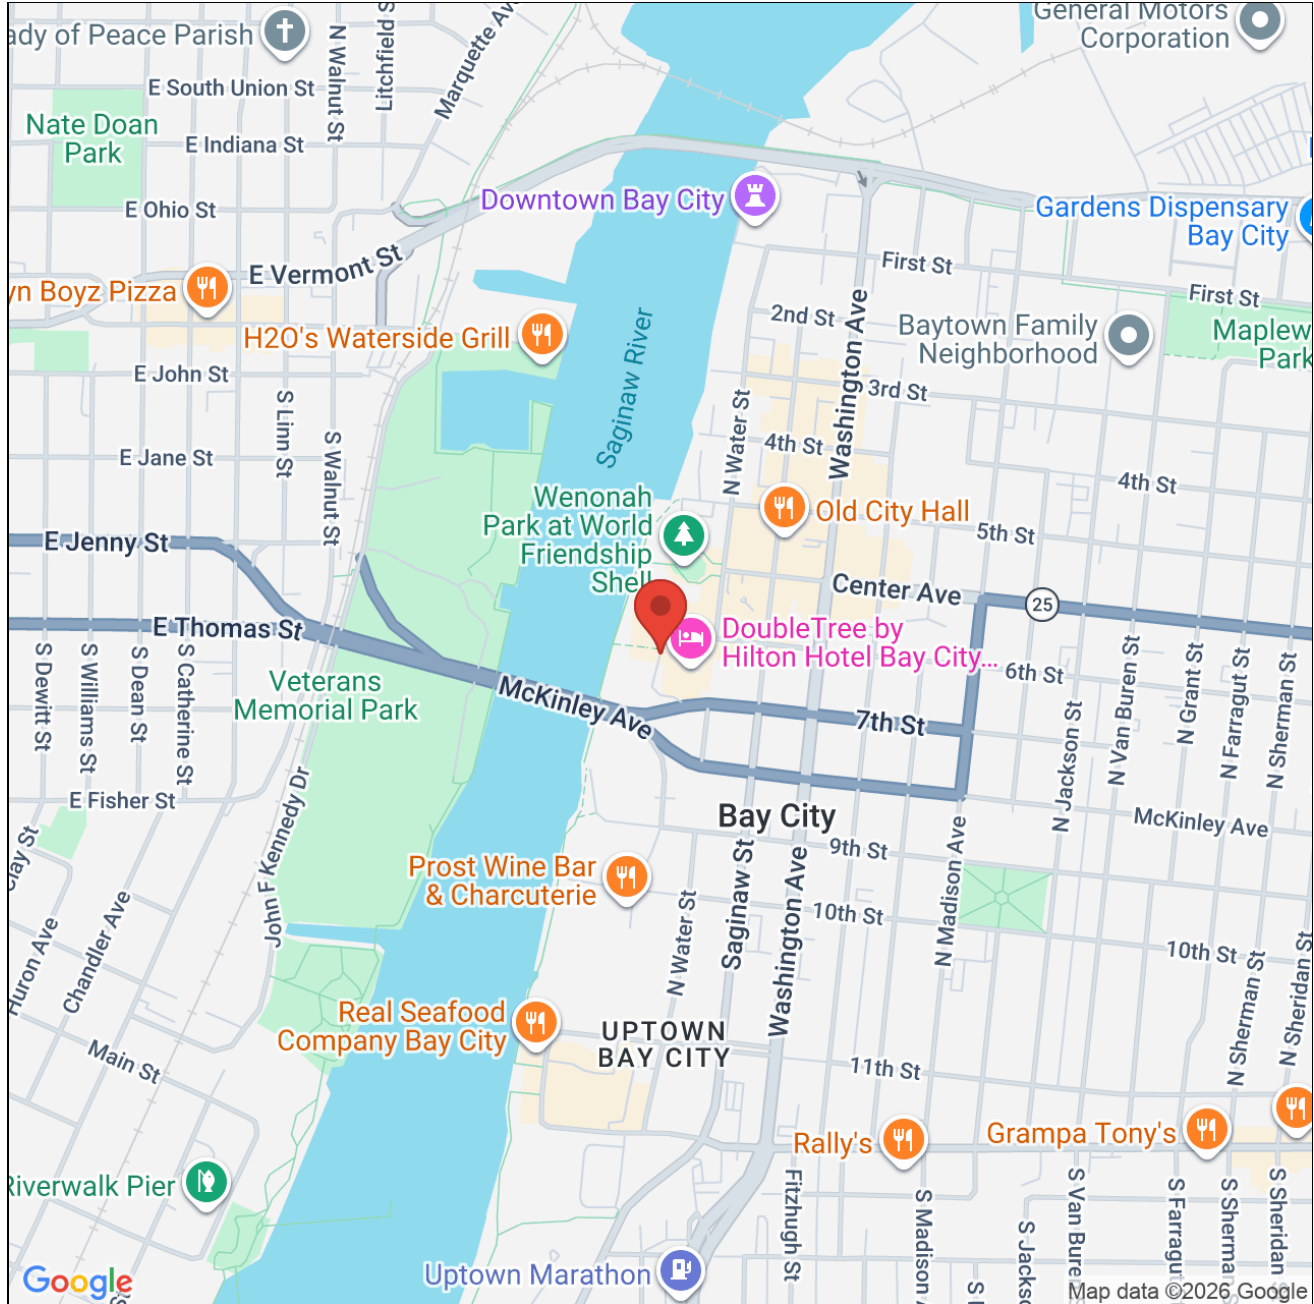 General Motors
Corporation
ady of Peace Parish
N Walnut St
Litchfield S
Marquette Av
E South Union St
Nate Doan
Park
E Indiana St
E Ohio St
Downtown Bay City
Gardens Dispensary
Bay City
E Vermont St
First St
First St
yn Boyz Pizza
H2O's Waterside Grill
2nd St
Washington Ave
Baytown Family
Neighborhood
Maplew
Park
Saginaw River
E John St
3rd St
S Linn St
N Water St
4th St
E Jane St
S Walnut St
4th St
Wenonah
Park at World
Friendship
Shell
Old City Hall
5th St
E Jenny St
Center Ave
25
E Thomas St
DoubleTree by
Hilton Hotel Bay City...
6th St
S Dewitt St
S Williams St
S Dean St
S Catherine St
Veterans
Memorial Park
McKinley Ave
7th St
N Jackson St
N Van Buren St
N Grant St
N Farragut St
N Sherman St
E Fisher St
John F Kennedy Dr
Bay City
McKinley Ave
9th St
Clay St
Prost Wine Bar
& Charcuterie
Saginaw St
Washington Ave
N Madison Ave
10th St
10th St
Huron Ave
Chandler Ave
N Water St
N Sherman St
N Sheridan St
Real Seafood
Company Bay City
UPTOWN
BAY CITY
Main St
11th St
Rally's
Grampa Tony's
Riverwalk Pier
Fitzhugh St
S Madison A
S Jacks
S Van Buren
S Farragut
S Sherman
S Sheridan
Uptown Marathon
Google
Map data ©2026 Google